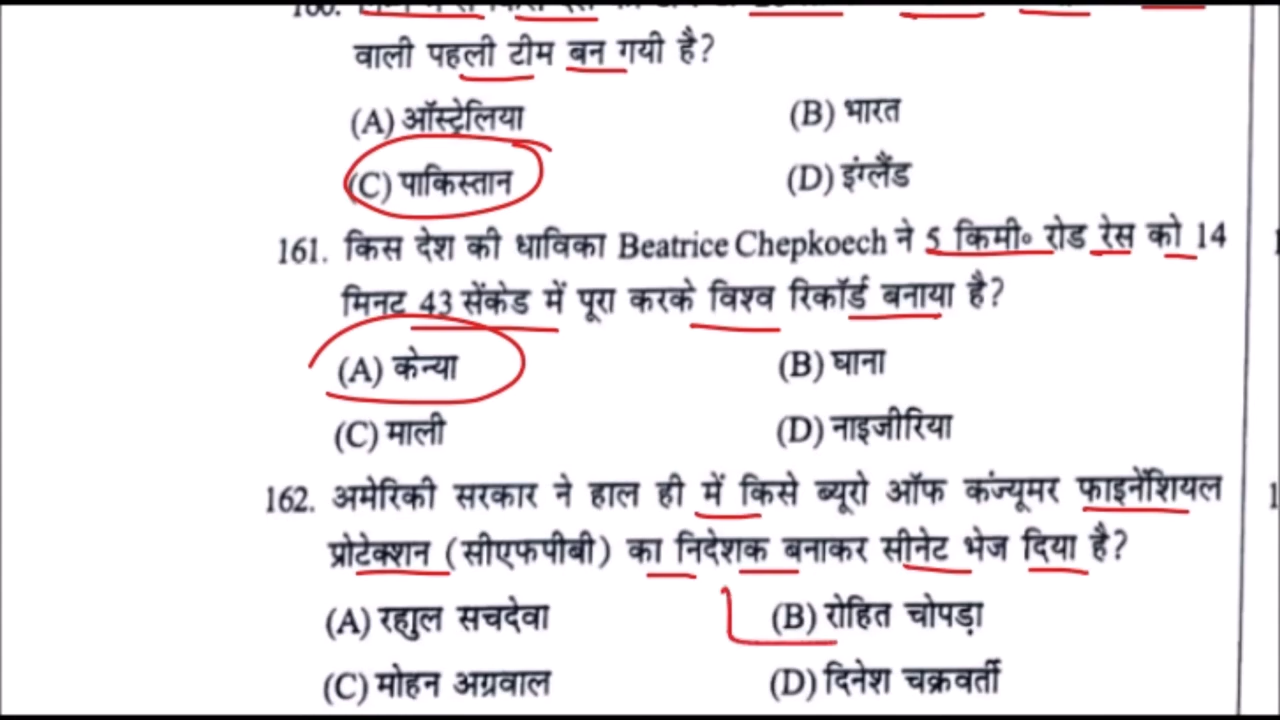 160.
वाली पहली टीम बन गयी है?
(A) ऑस्ट्रेलिया (B) भारत
(C) पाकिस्तान (D) इंग्लैंड
161. किस देश की धाविका Beatrice Chepkoech ने 5 किमी॰ रोड रेस को 14
मिनट 43 सेंकेड में पूरा करके विश्व रिकॉर्ड बनाया है?
(A) केन्या (B) घाना
(C) माली (D) नाइजीरिया
162. अमेरिकी सरकार ने हाल ही में किसे ब्यूरो ऑफ कंज्यूमर फाइनेंशियल
प्रोटेक्शन (सीएफपीबी) का निदेशक बनाकर सीनेट भेज दिया है?
(A) रह्युल सचदेवा (B) रोहित चोपड़ा
(C) मोहन अग्रवाल (D) दिनेश चक्रवर्ती